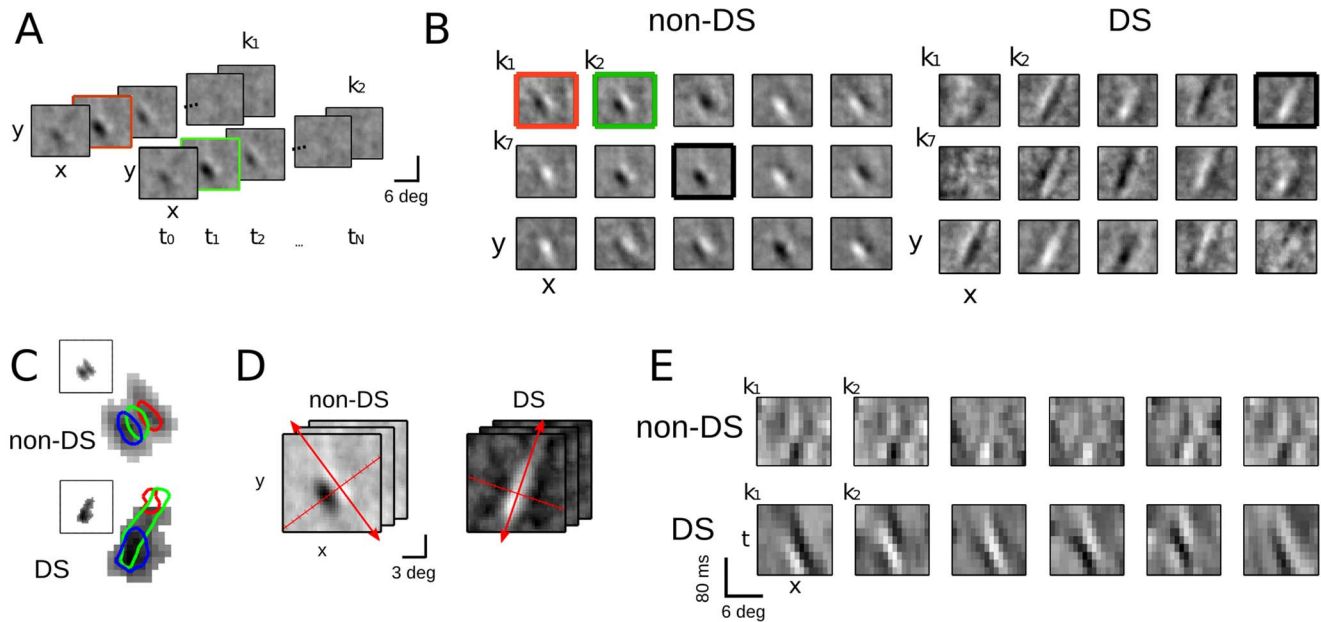 A
k1
k2
y
x
y
x
6 deg
t0 t1 t2 ... tN
B
non-DS
DS
k1 k2
k7
y
x
k1 k2
k7
y
x
C
non-DS
DS
D
non-DS
DS
y
x
3 deg
E
k1 k2
non-DS
k1 k2
DS
t
x
80 ms
6 deg